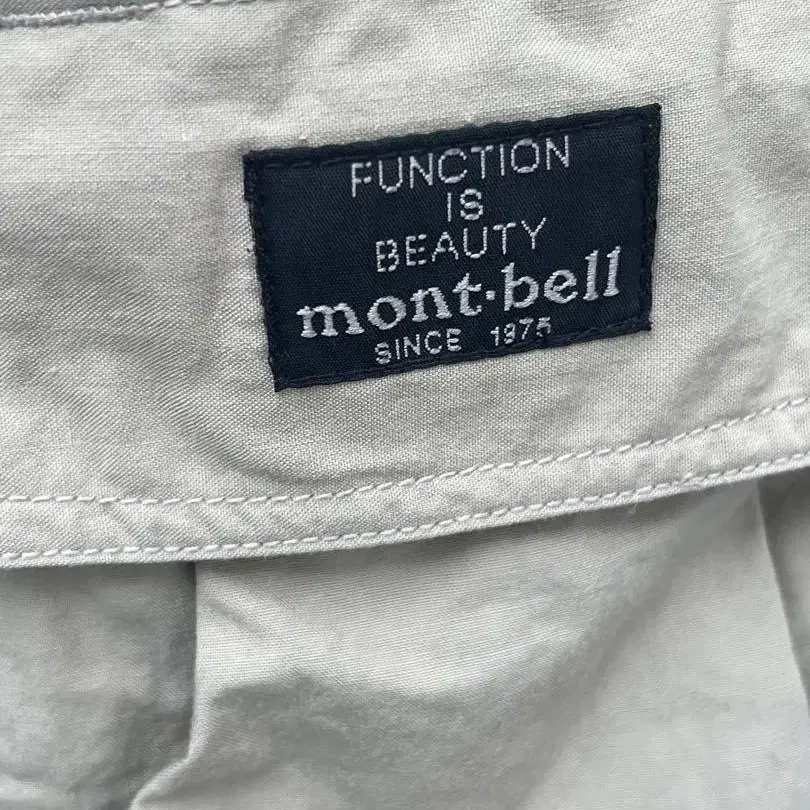 FUNCTION
IS
BEAUTY
mont·bell
SINCE 1975